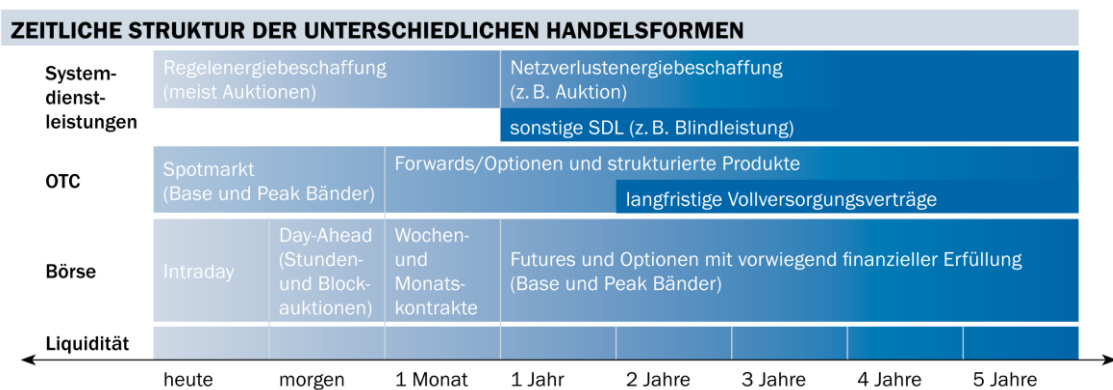 ZEITLICHE STRUKTUR DER UNTERSCHIEDLICHEN HANDELSFORMEN
System-
dienst-
leistungen
Regelenergiebeschaffung
(meist Auktionen)
Netzverlustenergiebeschaffung
(z. B. Auktion)
sonstige SDL (z. B. Blindleistung)
OTC
Spotmarkt
(Base und Peak Bänder)
Forwards/Optionen und strukturierte Produkte
langfristige Vollversorgungsverträge
Börse
Intraday
Day-Ahead
(Stunden-
und Block-
auktionen)
Wochen-
und
Monats-
kontrakte
Futures und Optionen mit vorwiegend finanzieller Erfüllung
(Base und Peak Bänder)
Liquidität
heute morgen 1 Monat 1 Jahr 2 Jahre 3 Jahre 4 Jahre 5 Jahre